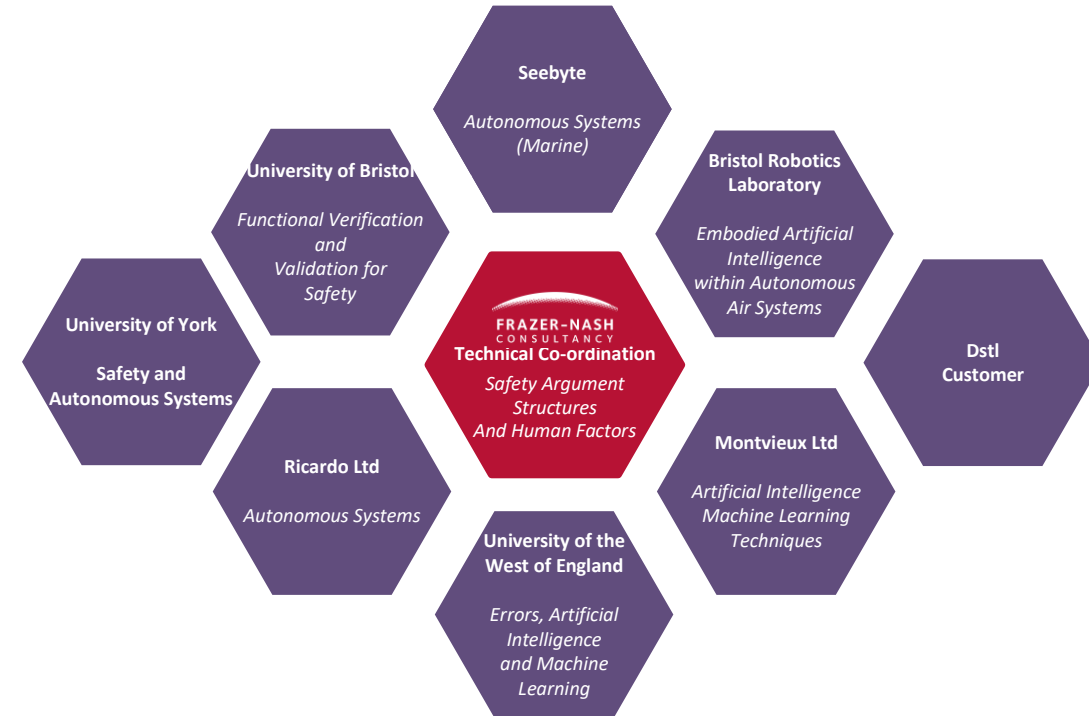 Seebyte
Autonomous Systems
(Marine)
University of Bristol
Functional Verification
and
Validation for
Safety
Bristol Robotics
Laboratory
Embodied Artificial
Intelligence
within Autonomous
Air Systems
University of York
Safety and
Autonomous Systems
FRAZER-NASH
CONSULTANCY
Technical Co-ordination
Safety Argument
Structures
And Human Factors
Dstl
Customer
Ricardo Ltd
Autonomous Systems
Montvieux Ltd
Artificial Intelligence
Machine Learning
Techniques
University of the
West of England
Errors, Artificial
Intelligence
and Machine
Learning